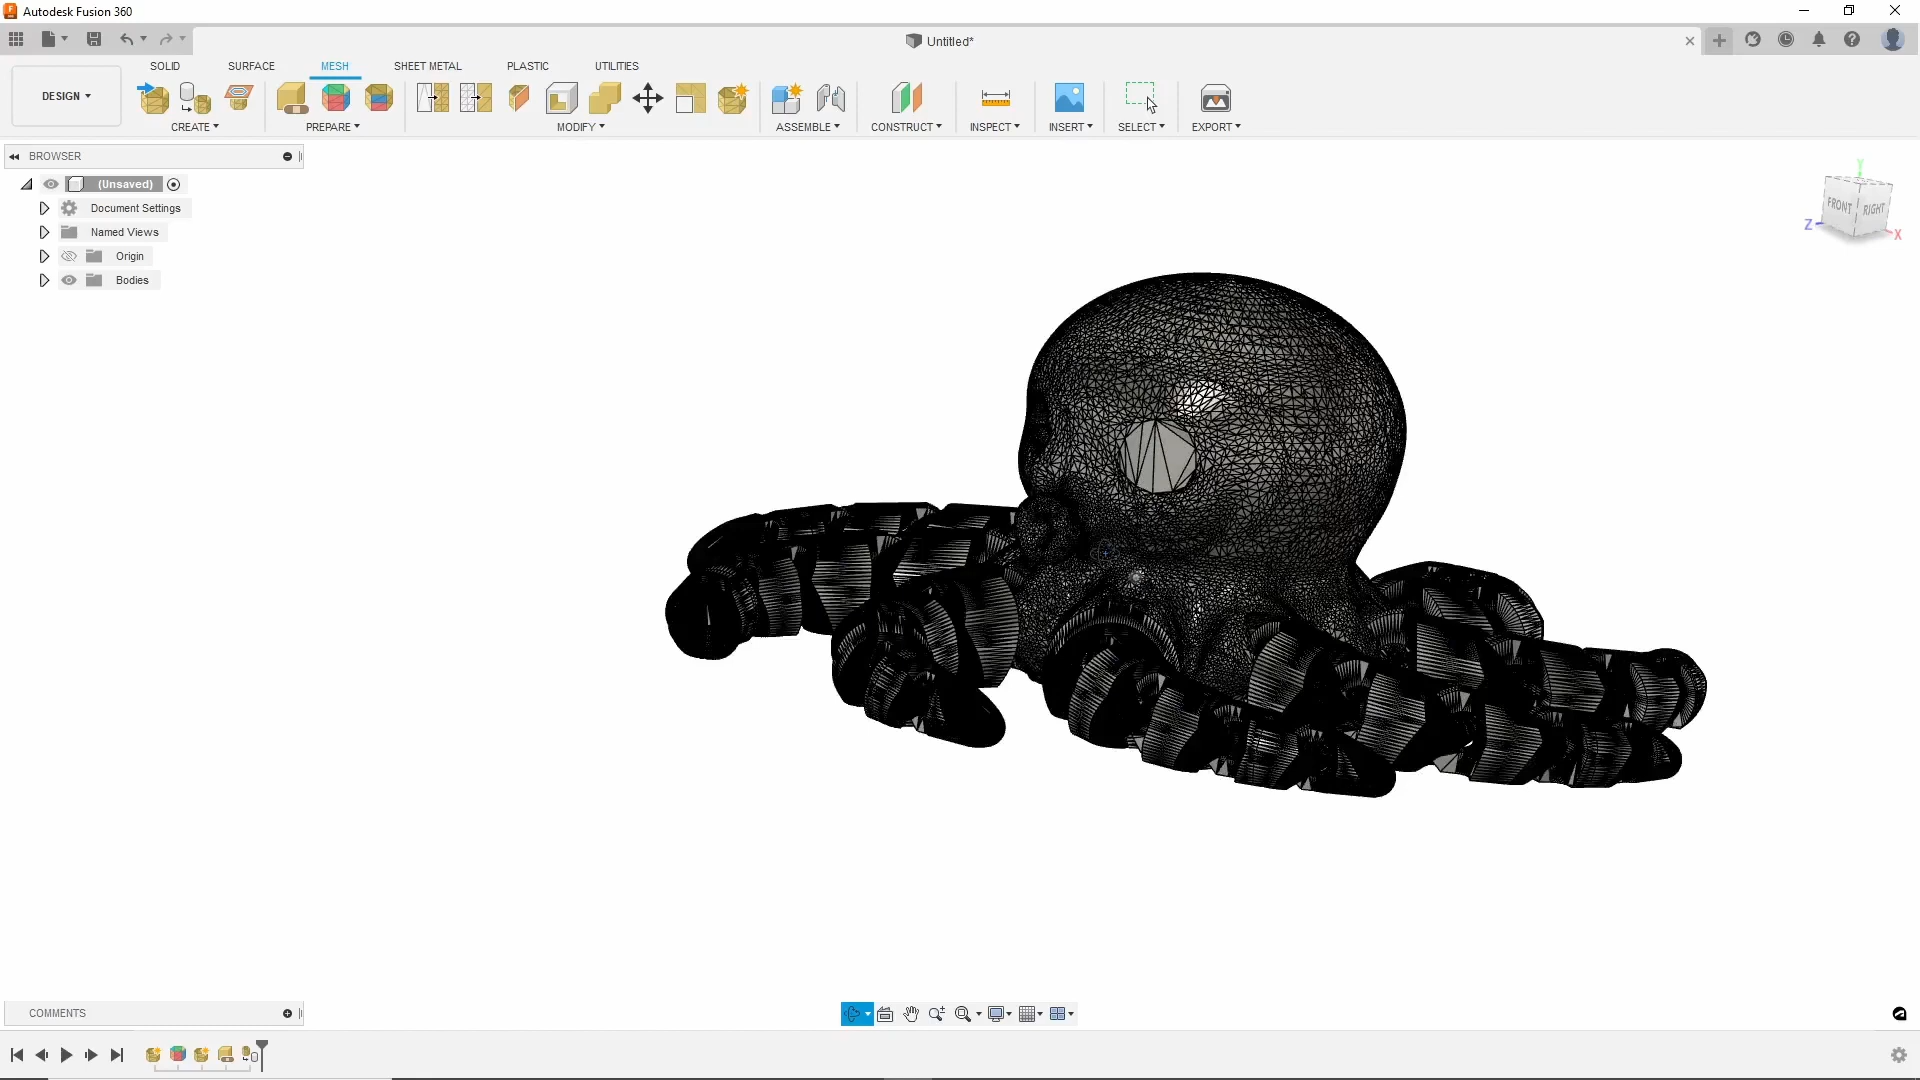 Autodesk Fusion 360
Untitled*
SOLID
SURFACE
MESH
SHEET METAL
PLASTIC
UTILITIES
DESIGN
CREATE
PREPARE
MODIFY
ASSEMBLE
CONSTRUCT
INSPECT
INSERT
SELECT
EXPORT
BROWSER
(Unsaved)
Document Settings
Named Views
Origin
Bodies
Y
FRONT
RIGHT
Z
X
COMMENTS